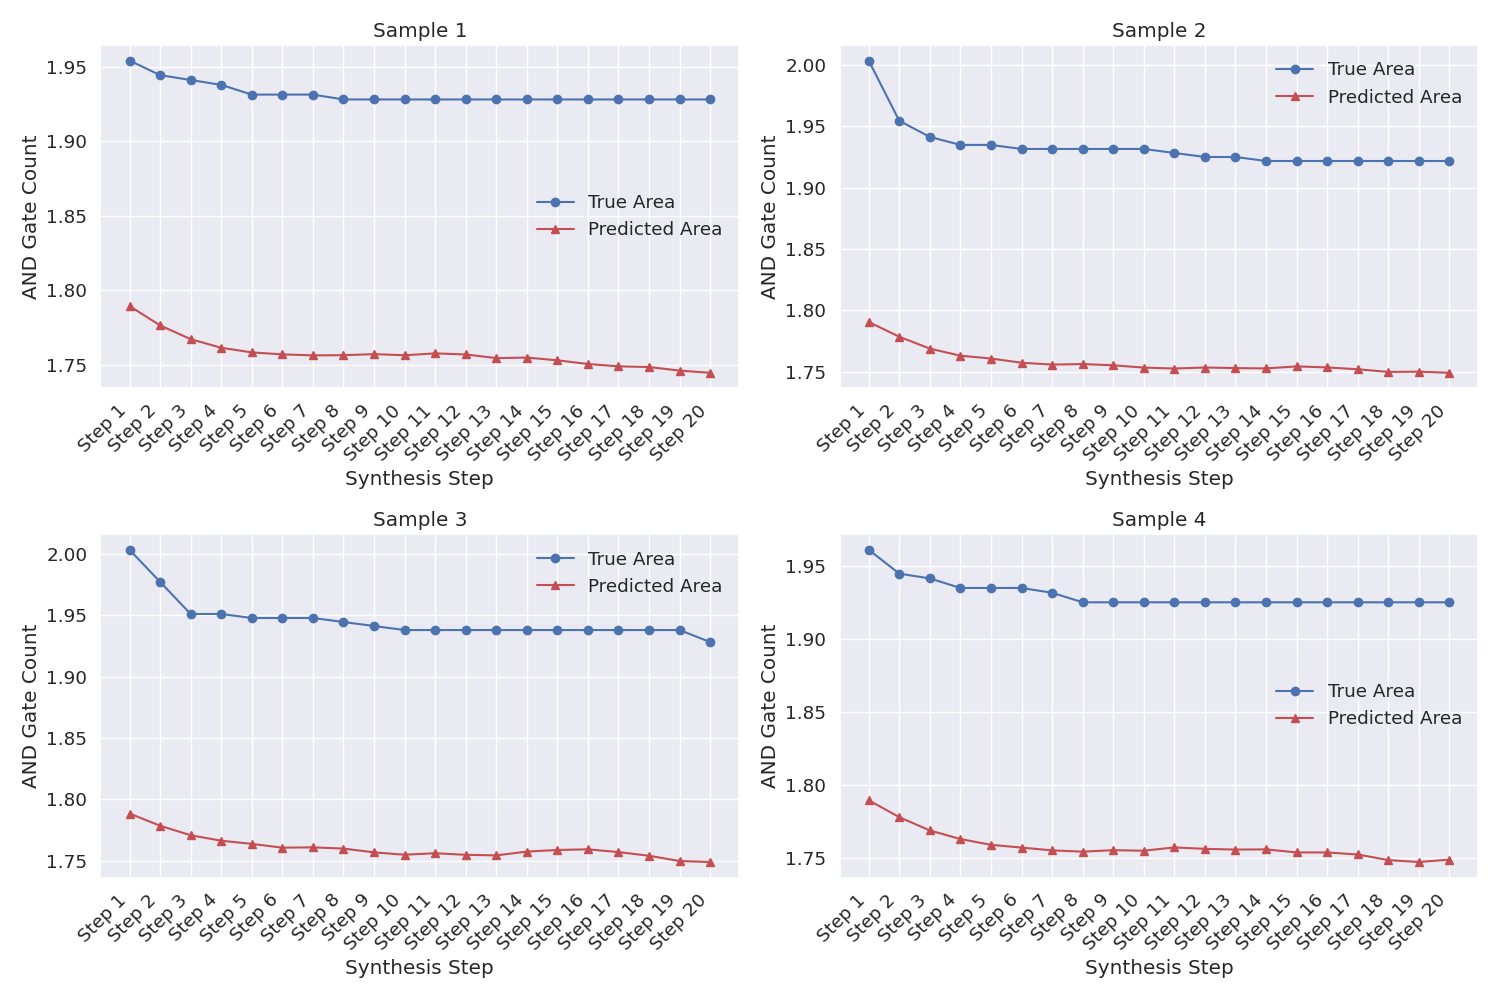 Sample 1
AND Gate Count
1.95
1.90
1.85
1.80
1.75
True Area
Predicted Area
Step 1
Step 2
Step 3
Step 4
Step 5
Step 6
Step 7
Step 8
Step 9
Step 10
Step 11
Step 12
Step 13
Step 14
Step 15
Step 16
Step 17
Step 18
Step 19
Step 20
Synthesis Step
Sample 2
AND Gate Count
2.00
1.95
1.90
1.85
1.80
1.75
True Area
Predicted Area
Step 1
Step 2
Step 3
Step 4
Step 5
Step 6
Step 7
Step 8
Step 9
Step 10
Step 11
Step 12
Step 13
Step 14
Step 15
Step 16
Step 17
Step 18
Step 19
Step 20
Synthesis Step
Sample 3
AND Gate Count
2.00
1.95
1.90
1.85
1.80
1.75
True Area
Predicted Area
Step 1
Step 2
Step 3
Step 4
Step 5
Step 6
Step 7
Step 8
Step 9
Step 10
Step 11
Step 12
Step 13
Step 14
Step 15
Step 16
Step 17
Step 18
Step 19
Step 20
Synthesis Step
Sample 4
AND Gate Count
1.95
1.90
1.85
1.80
1.75
True Area
Predicted Area
Step 1
Step 2
Step 3
Step 4
Step 5
Step 6
Step 7
Step 8
Step 9
Step 10
Step 11
Step 12
Step 13
Step 14
Step 15
Step 16
Step 17
Step 18
Step 19
Step 20
Synthesis Step